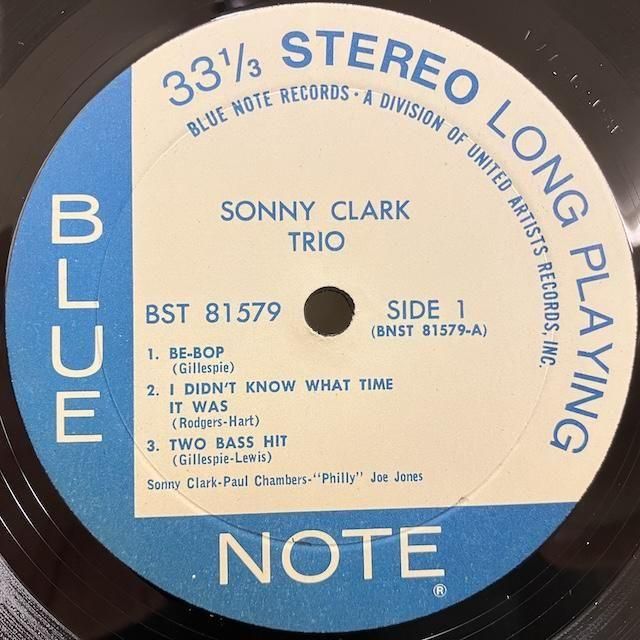 33⅓ STEREO LONG PLAYING
BLUE NOTE RECORDS · A DIVISION OF UNITED ARTISTS RECORDS, INC.
SONNY CLARK
TRIO
BST 81579
SIDE 1
(BNST 81579-A)
1. BE-BOP
(Gillespie)
2. I DIDN'T KNOW WHAT TIME
IT WAS
(Rodgers-Hart)
3. TWO BASS HIT
(Gillespie-Lewis)
Sonny Clark-Paul Chambers-"Philly" Joe Jones
BLUE
NOTE
®